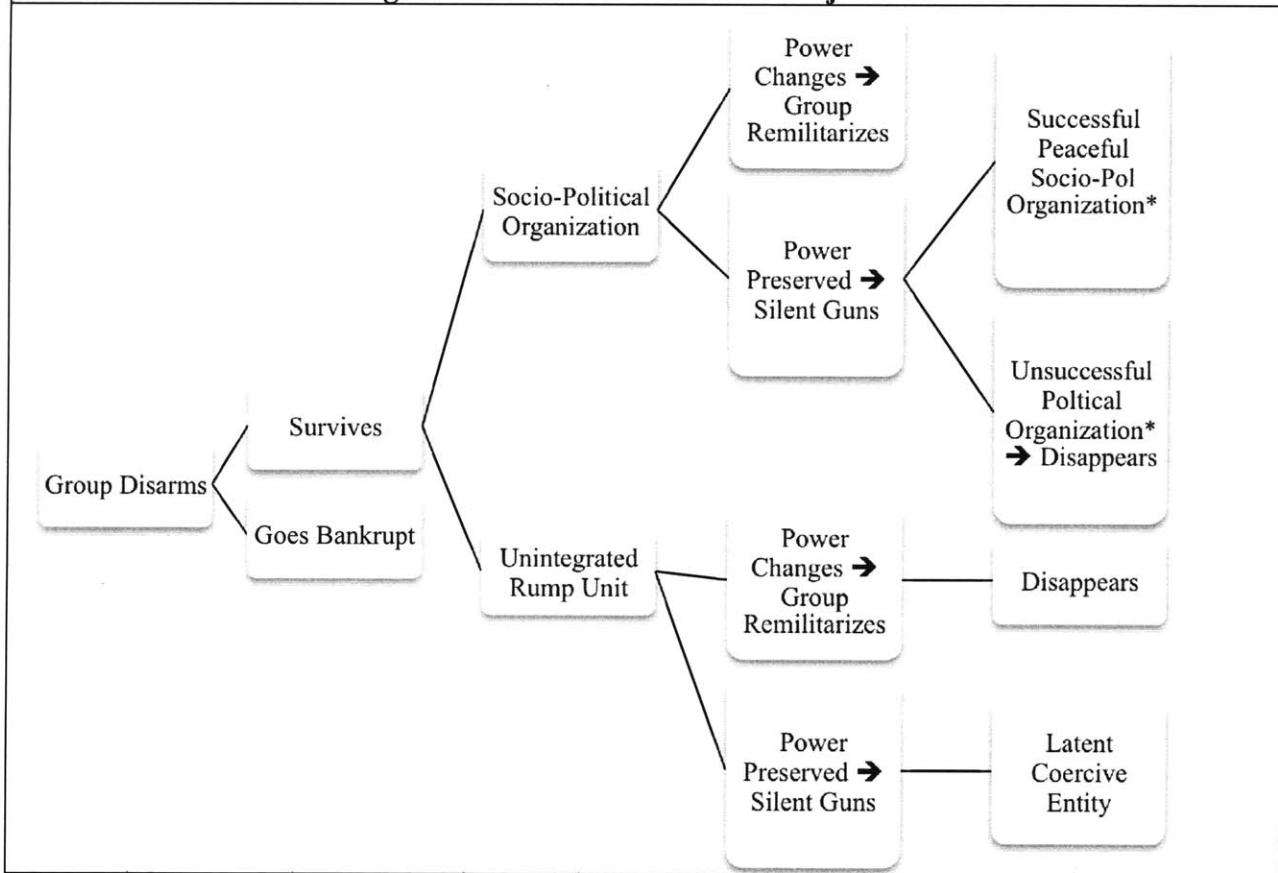 Power
Changes ➔
Group
Remilitarizes
Successful
Peaceful
Socio-Pol
Organization*
Socio-Political
Organization
Power
Preserved ➔
Silent Guns
Unsuccessful
Poltical
Organization*
➔ Disappears
Survives
Group Disarms
Goes Bankrupt
Unintegrated
Rump Unit
Power
Changes ➔
Group
Remilitarizes
Disappears
Power
Preserved ➔
Silent Guns
Latent
Coercive
Entity